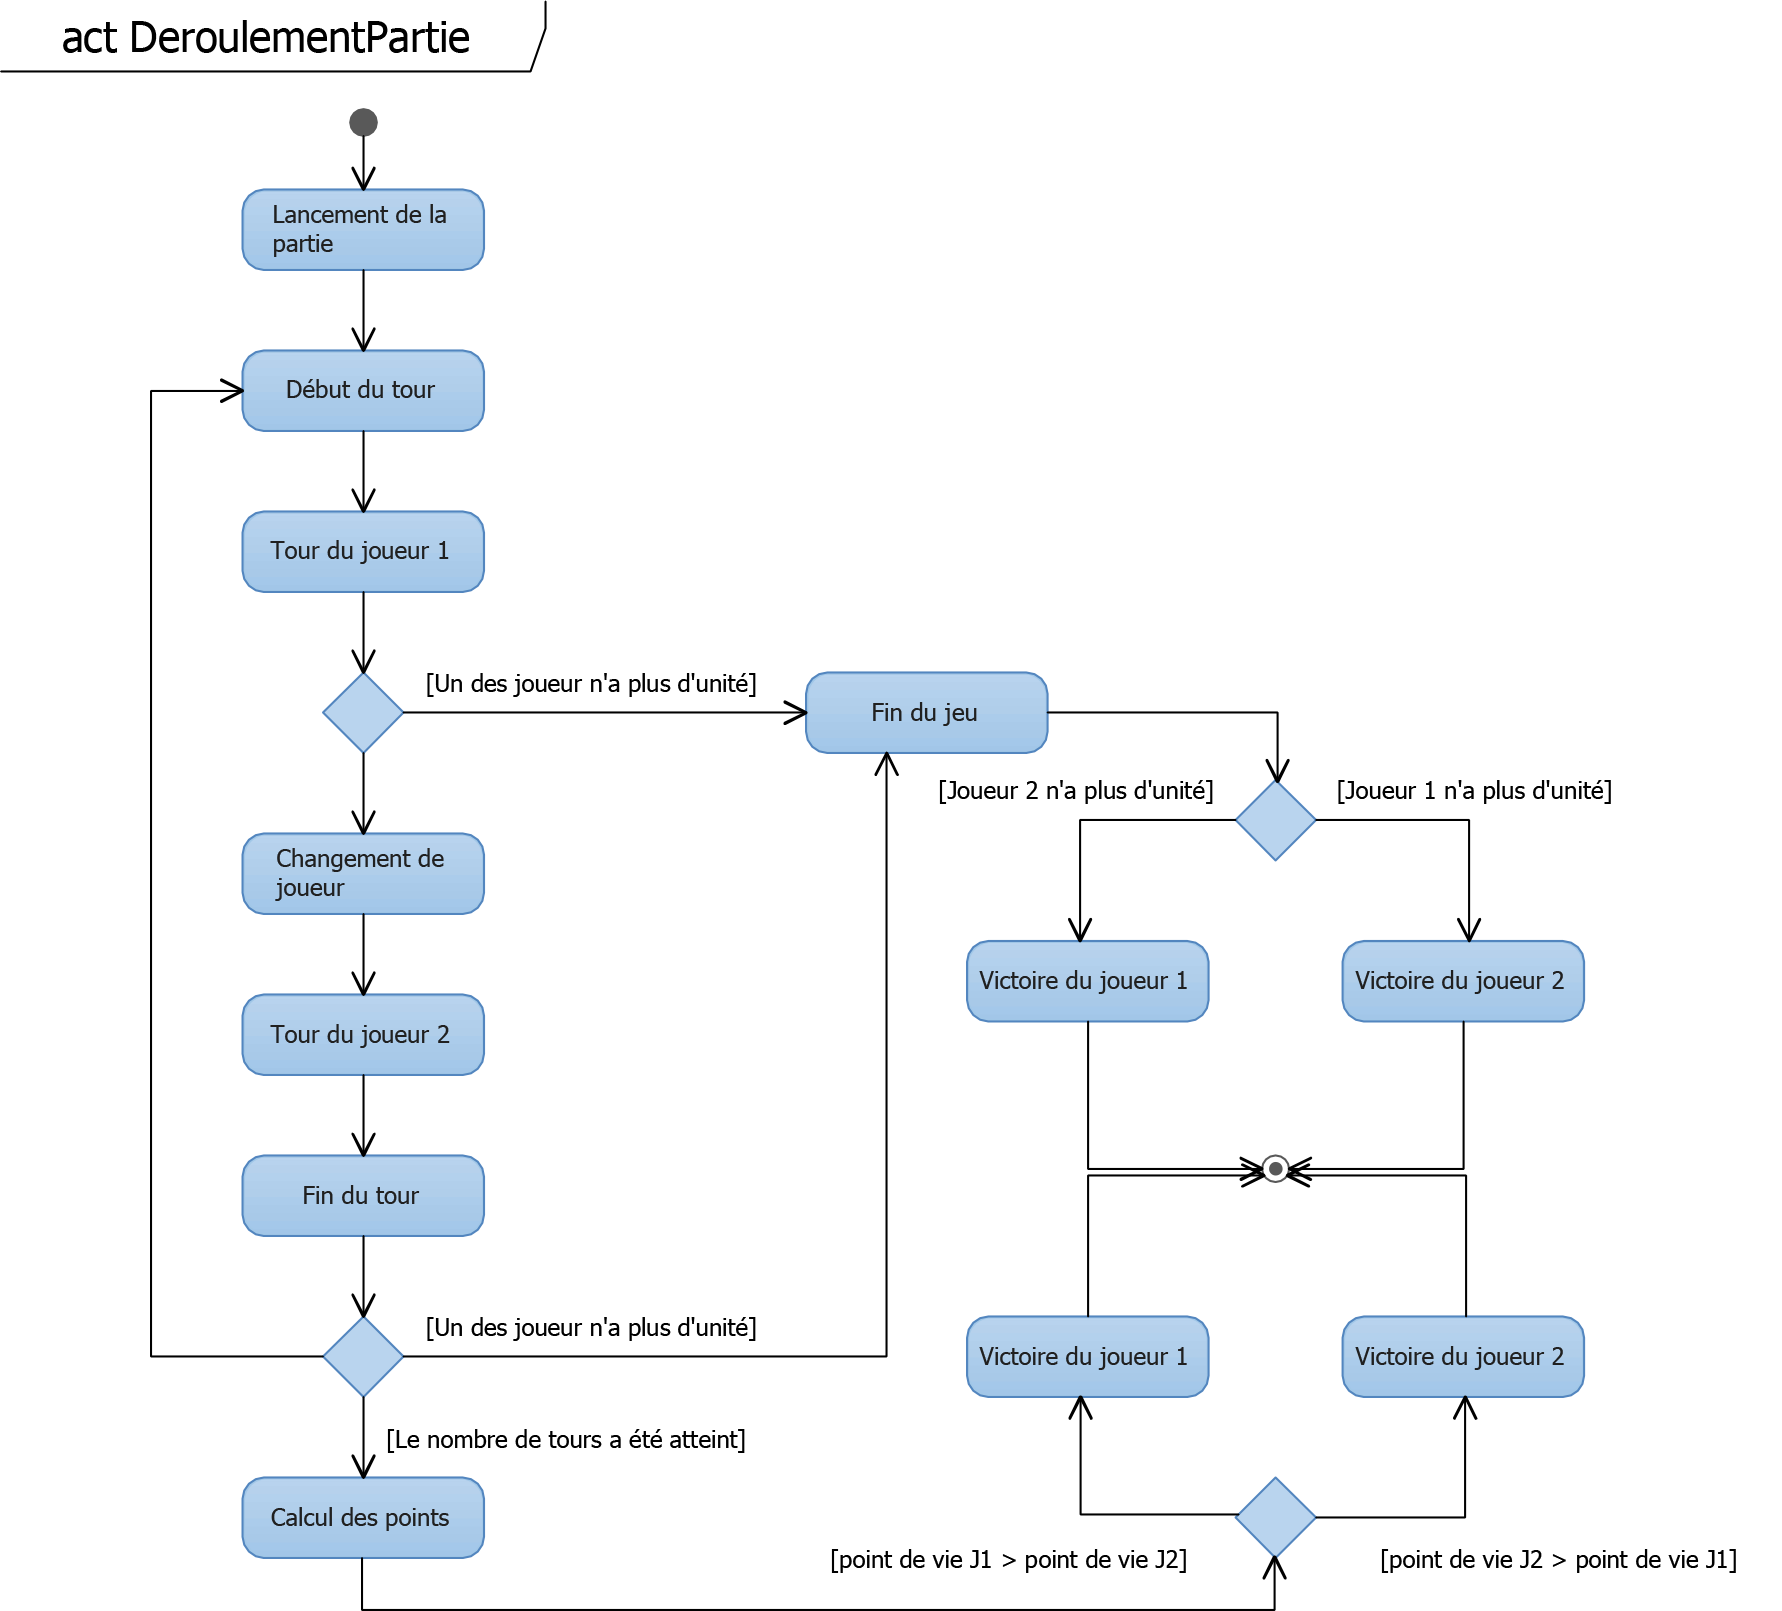 act DeroulementPartie
Lancement de la
partie
Début du tour
Tour du joueur 1
[Un des joueur n'a plus d'unité]
Fin du jeu
[Joueur 2 n'a plus d'unité]
[Joueur 1 n'a plus d'unité]
Changement de
joueur
Victoire du joueur 1
Victoire du joueur 2
Tour du joueur 2
Fin du tour
[Un des joueur n'a plus d'unité]
Victoire du joueur 1
Victoire du joueur 2
[Le nombre de tours a été atteint]
Calcul des points
[point de vie J1 > point de vie J2]
[point de vie J2 > point de vie J1]